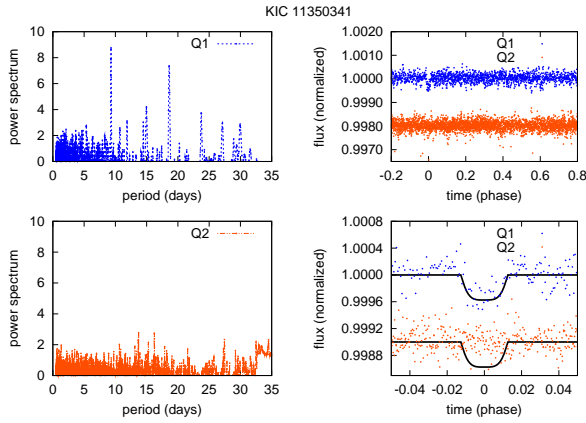 KIC 11350341
Q1
power spectrum
10
8
6
4
2
0
0 5 10 15 20 25 30 35
period (days)
Q1
Q2
flux (normalized)
1.0020
1.0010
1.0000
0.9990
0.9980
0.9970
-0.2 0 0.2 0.4 0.6 0.8
time (phase)
Q2
power spectrum
10
8
6
4
2
0
0 5 10 15 20 25 30 35
period (days)
Q1
Q2
flux (normalized)
1.0008
1.0004
1.0000
0.9996
0.9992
0.9988
-0.04 -0.02 0 0.02 0.04
time (phase)